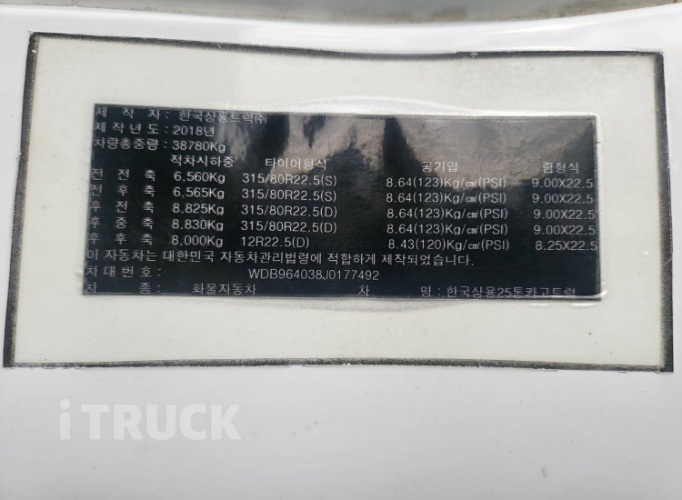 제 작 자 : 한국상용트럭㈜
제 작 년 도 : 2018년
차량총중량 : 38780Kg
적차시하중 타이어형식 공기압 림형식
전 전 축 6,560Kg 315/80R22.5(S) 8.64(123)Kg/㎠(PSI) 9.00X22.5
전 후 축 6,565Kg 315/80R22.5(S) 8.64(123)Kg/㎠(PSI) 9.00X22.5
후 전 축 8,825Kg 315/80R22.5(D) 8.64(123)Kg/㎠(PSI) 9.00X22.5
후 중 축 8,830Kg 315/80R22.5(D) 8.64(123)Kg/㎠(PSI) 9.00X22.5
후 후 축 8,000Kg 12R22.5(D) 8.43(120)Kg/㎠(PSI) 8.25X22.5
이 자동차는 대한민국 자동차관리법령에 적합하게 제작되었습니다.
차 대 번 호 : WDB964038J0177492
차 종 : 화물자동차 차 명 : 한국상용25톤카고트럭
iTRUCK